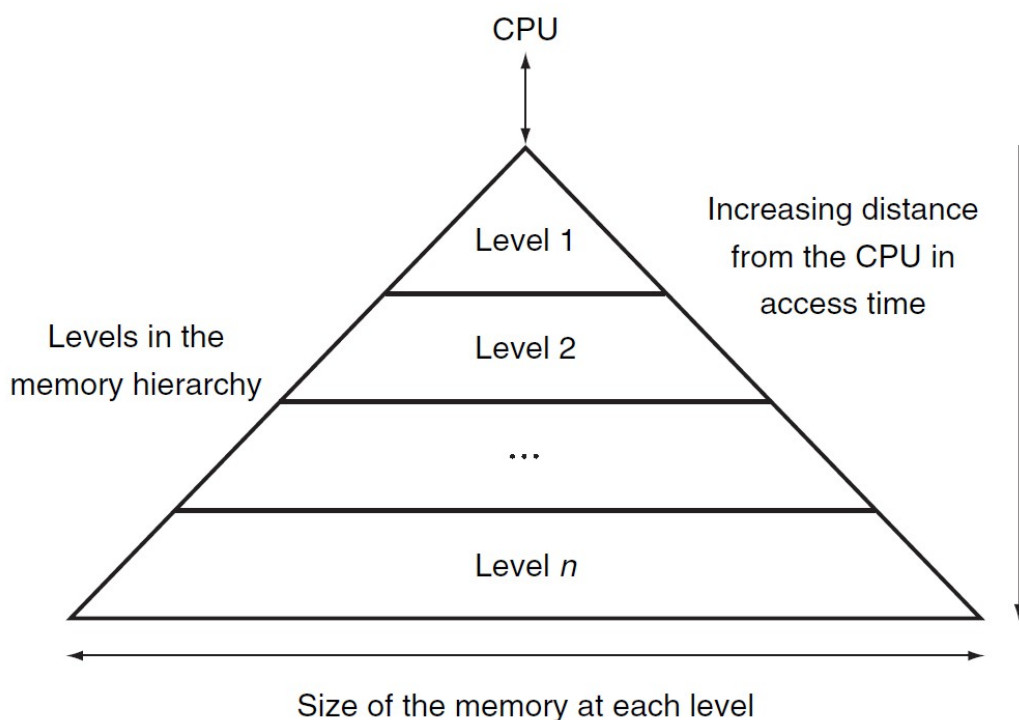 CPU
Level 1
Increasing distance
from the CPU in
access time
Levels in the
memory hierarchy
Level 2
...
Level n
Size of the memory at each level